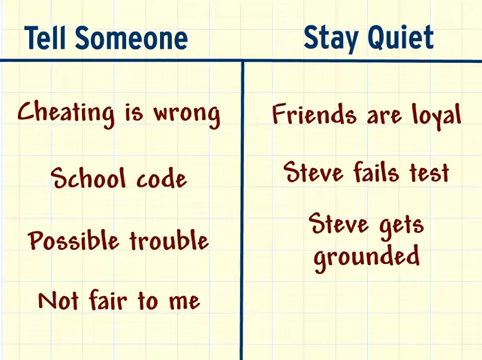 Tell Someone
Stay Quiet
Cheating is wrong
School code
Possible trouble
Not fair to me
Friends are loyal
Steve fails test
Steve gets
grounded